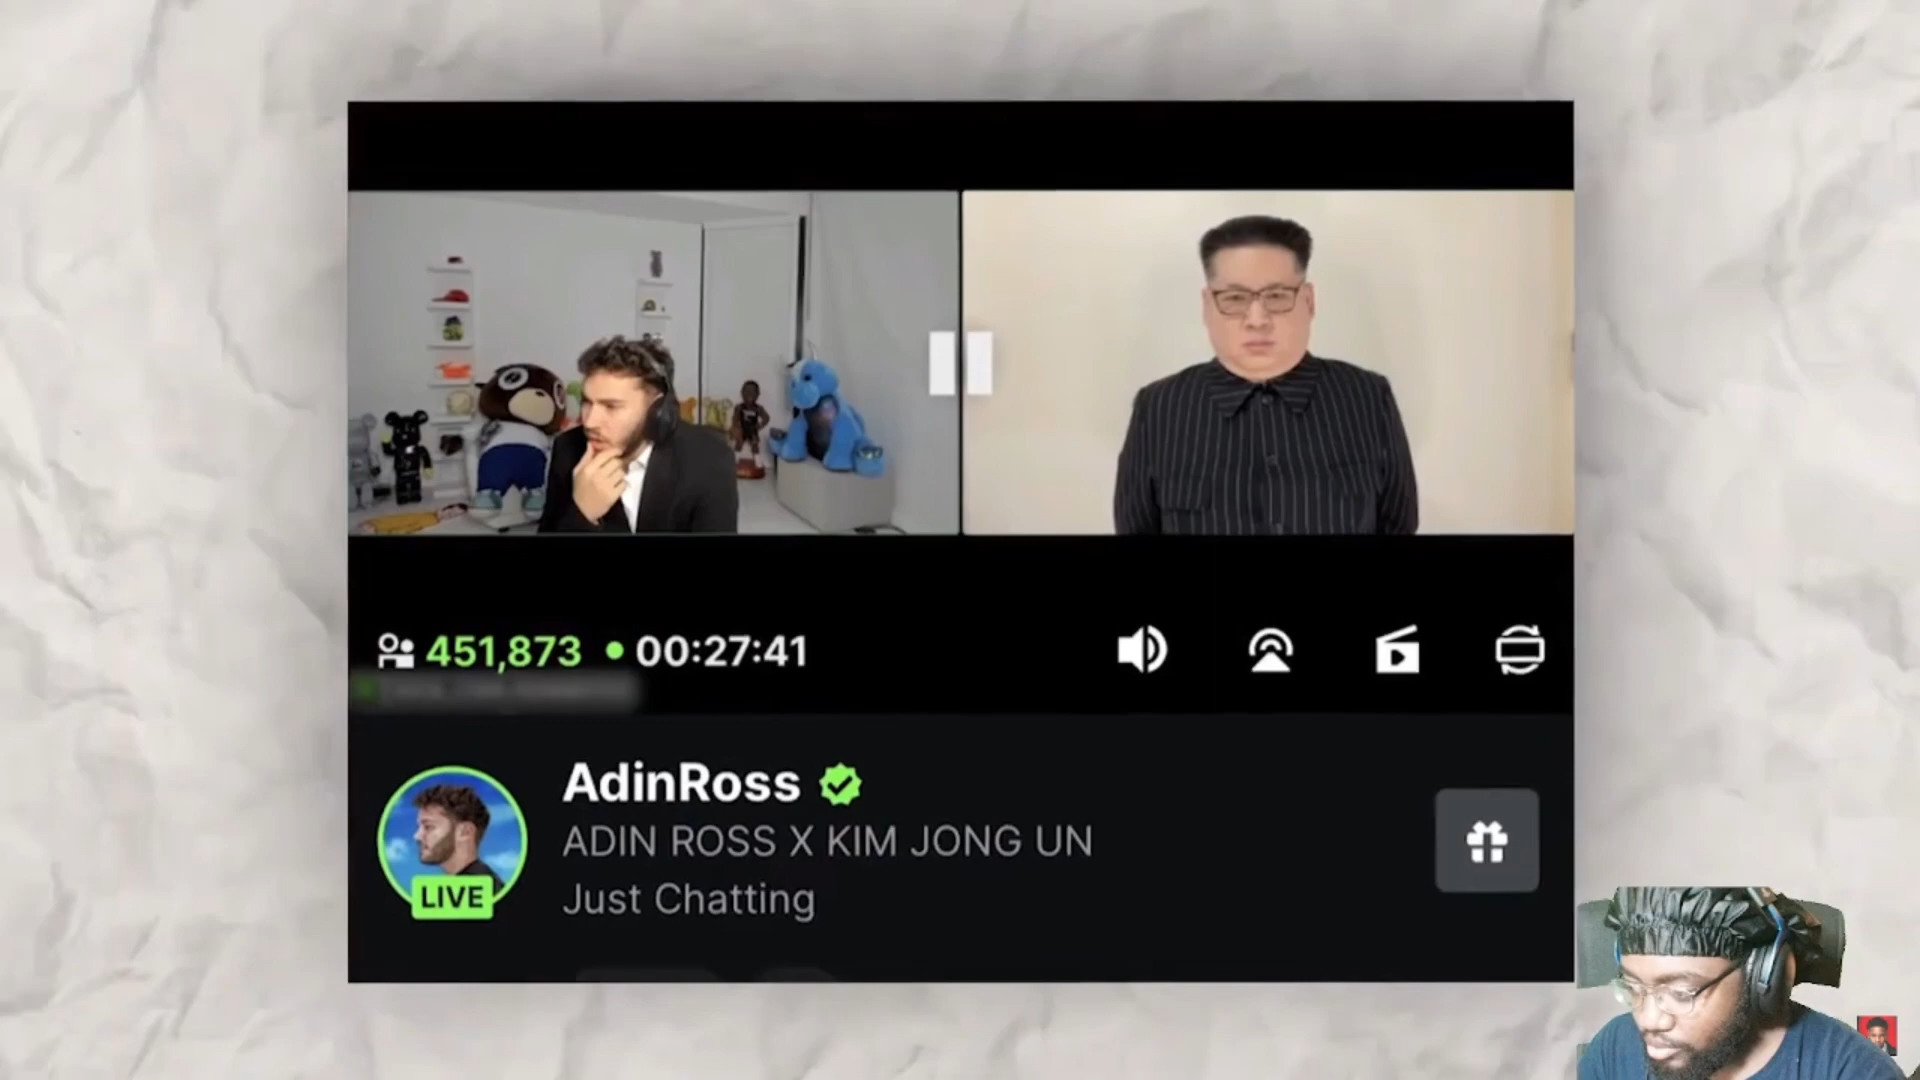 451,873 • 00:27:41
AdinRoss
ADIN ROSS X KIM JONG UN
Just Chatting
LIVE